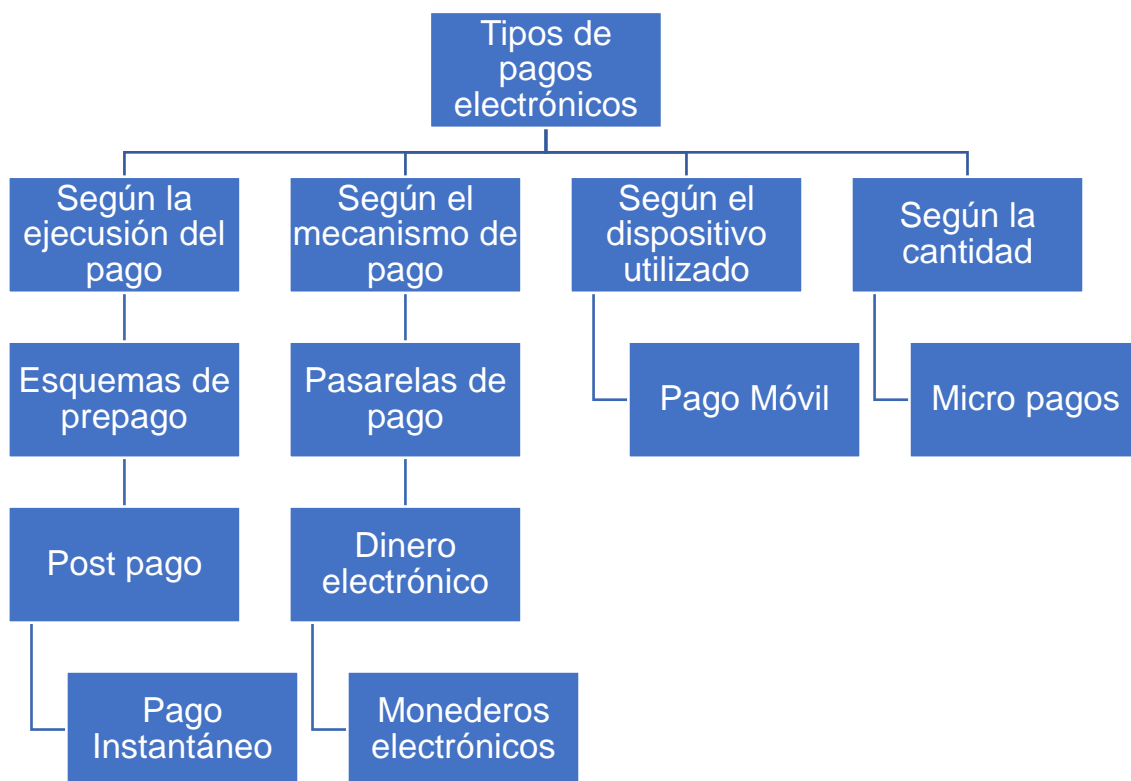 Tipos de
pagos
electrónicos
Según la
ejecusión del
pago
Según el
mecanismo de
pago
Según el
dispositivo
utilizado
Según la
cantidad
Esquemas de
prepago
Pasarelas de
pago
Pago Móvil
Micro pagos
Post pago
Dinero
electrónico
Pago
Instantáneo
Monederos
electrónicos